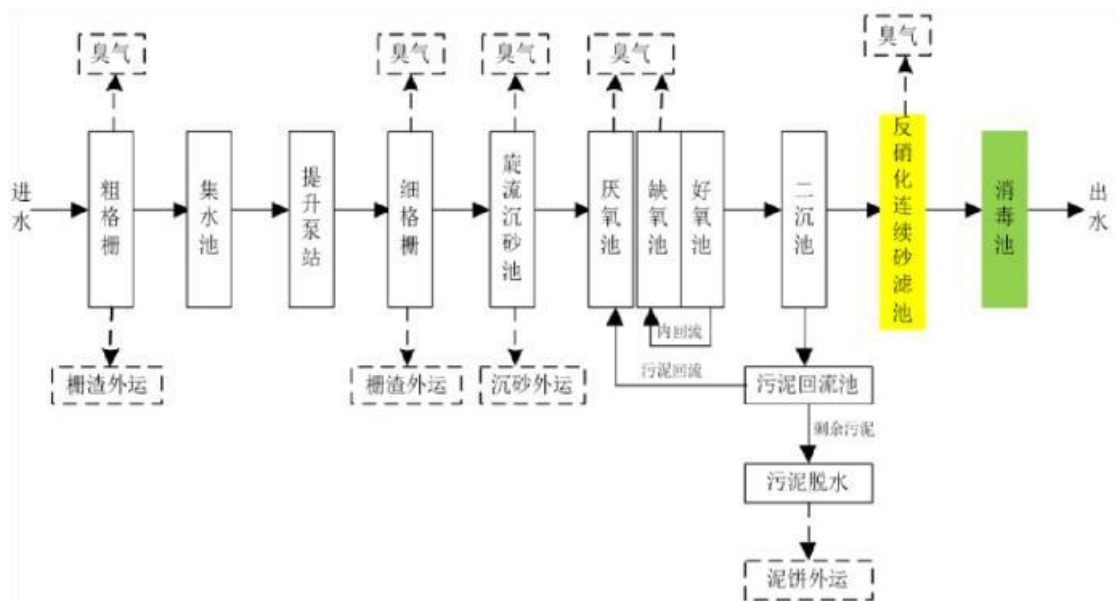 臭气
臭气
臭气
臭气
臭气
进水
粗格栅
集水池
提升泵站
细格栅
旋流沉砂池
厌氧池
缺氧池
好氧池
二沉池
反硝化连续砂滤池
消毒池
出水
内回流
栅渣外运
栅渣外运
沉砂外运
污泥回流
污泥回流池
剩余污泥
污泥脱水
泥饼外运